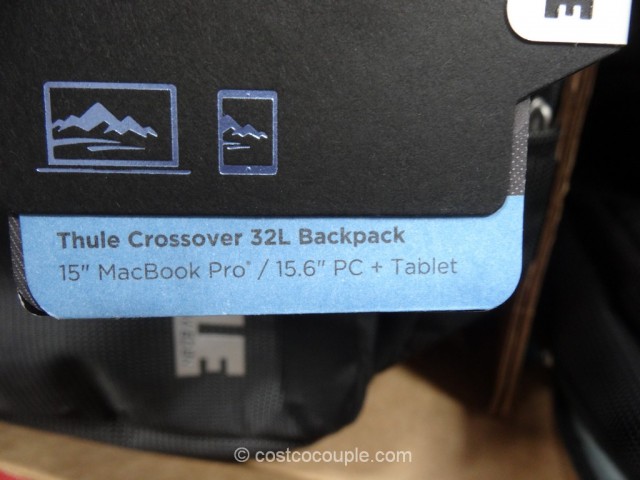 Thule Crossover 32L Backpack
15" MacBook Pro® / 15.6" PC + Tablet
© costcocouple.com